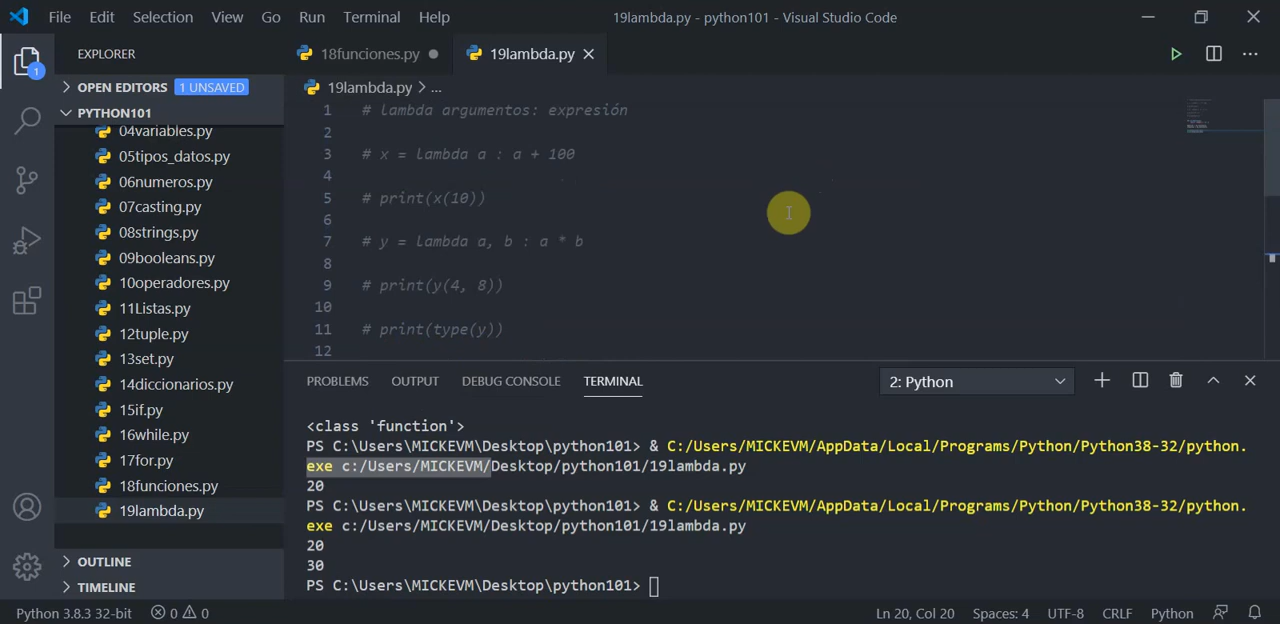 File Edit Selection View Go Run Terminal Help 19lambda.py - python101 - Visual Studio Code
EXPLORER
OPEN EDITORS 1 UNSAVED
PYTHON101
04variables.py
05tipos_datos.py
06numeros.py
07casting.py
08strings.py
09booleans.py
10operadores.py
11Listas.py
12tuple.py
13set.py
14diccionarios.py
15if.py
16while.py
17for.py
18funciones.py
19lambda.py
OUTLINE
TIMELINE
1
18funciones.py 19lambda.py
19lambda.py > ...
1 # lambda argumentos: expresión
2
3 # x = lambda a : a + 100
4
5 # print(x(10))
6
7 # y = lambda a, b : a * b
8
9 # print(y(4, 8))
10
11 # print(type(y))
12
PROBLEMS OUTPUT DEBUG CONSOLE TERMINAL 2: Python
<class 'function'>
PS C:\Users\MICKEVM\Desktop\python101> & C:/Users/MICKEVM/AppData/Local/Programs/Python/Python38-32/python.
exe c:/Users/MICKEVM/Desktop/python101/19lambda.py
20
PS C:\Users\MICKEVM\Desktop\python101> & C:/Users/MICKEVM/AppData/Local/Programs/Python/Python38-32/python.
exe c:/Users/MICKEVM/Desktop/python101/19lambda.py
20
30
PS C:\Users\MICKEVM\Desktop\python101>
Python 3.8.3 32-bit 0 0 Ln 20, Col 20 Spaces: 4 UTF-8 CRLF Python